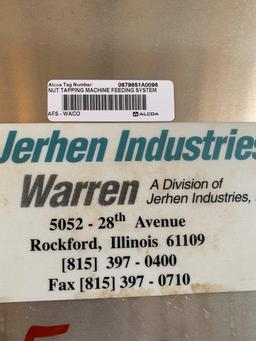 Alcoa Tag Number: 0679651A0096
NUT TAPPING MACHINE FEEDING SYSTEM
AFS - WACO ALCOA
Jerhen Industries
Warren A Division of
Jerhen Industries,
5052 - 28th Avenue
Rockford, Illinois 61109
[815] 397 - 0400
Fax [815] 397 - 0710